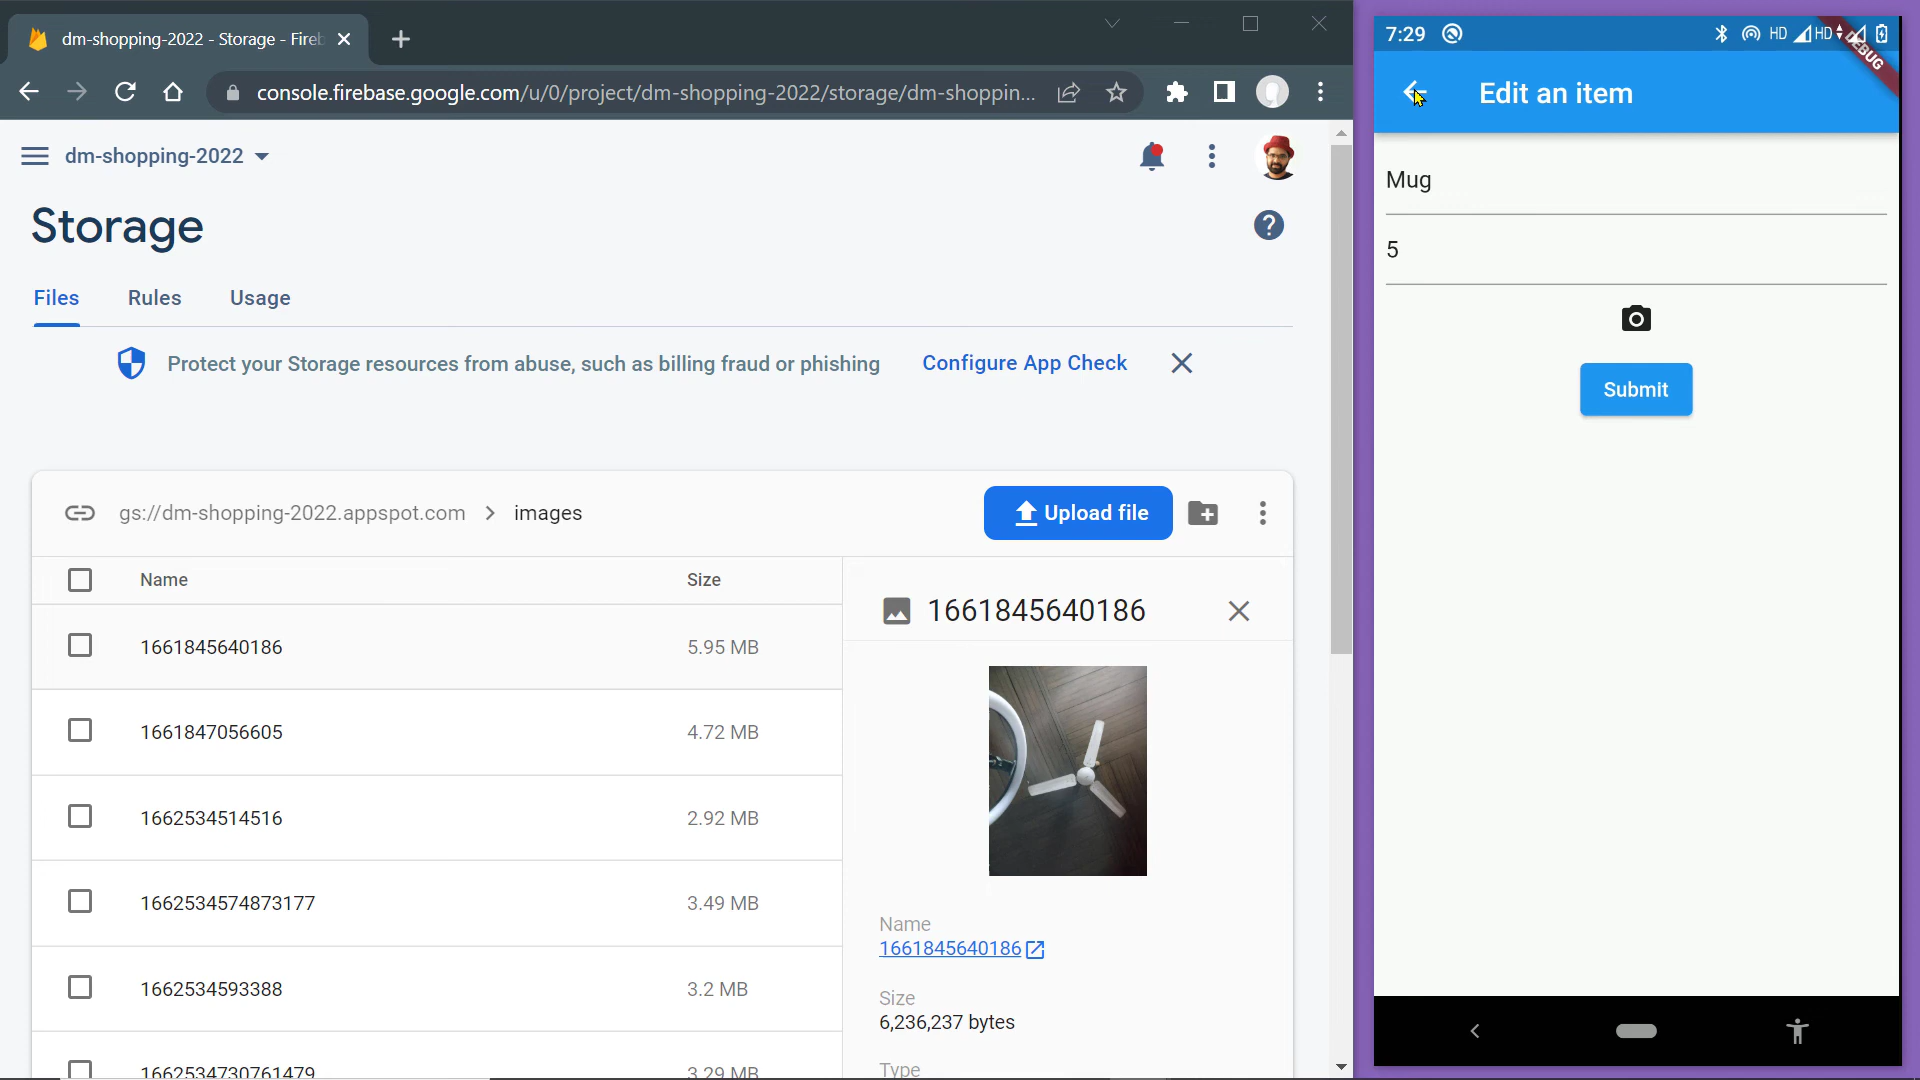 dm-shopping-2022 - Storage - Fireb
console.firebase.google.com/u/0/project/dm-shopping-2022/storage/dm-shoppin...
dm-shopping-2022
Storage
Files Rules Usage
Protect your Storage resources from abuse, such as billing fraud or phishing Configure App Check
gs://dm-shopping-2022.appspot.com > images
Upload file
Name Size
1661845640186 5.95 MB
1661847056605 4.72 MB
1662534514516 2.92 MB
1662534574873177 3.49 MB
1662534593388 3.2 MB
1662534730761479 3.29 MB
1661845640186
Name
1661845640186
Size
6,236,237 bytes
Type
7:29 HD HD
DEBUG
Edit an item
Mug
5
Submit